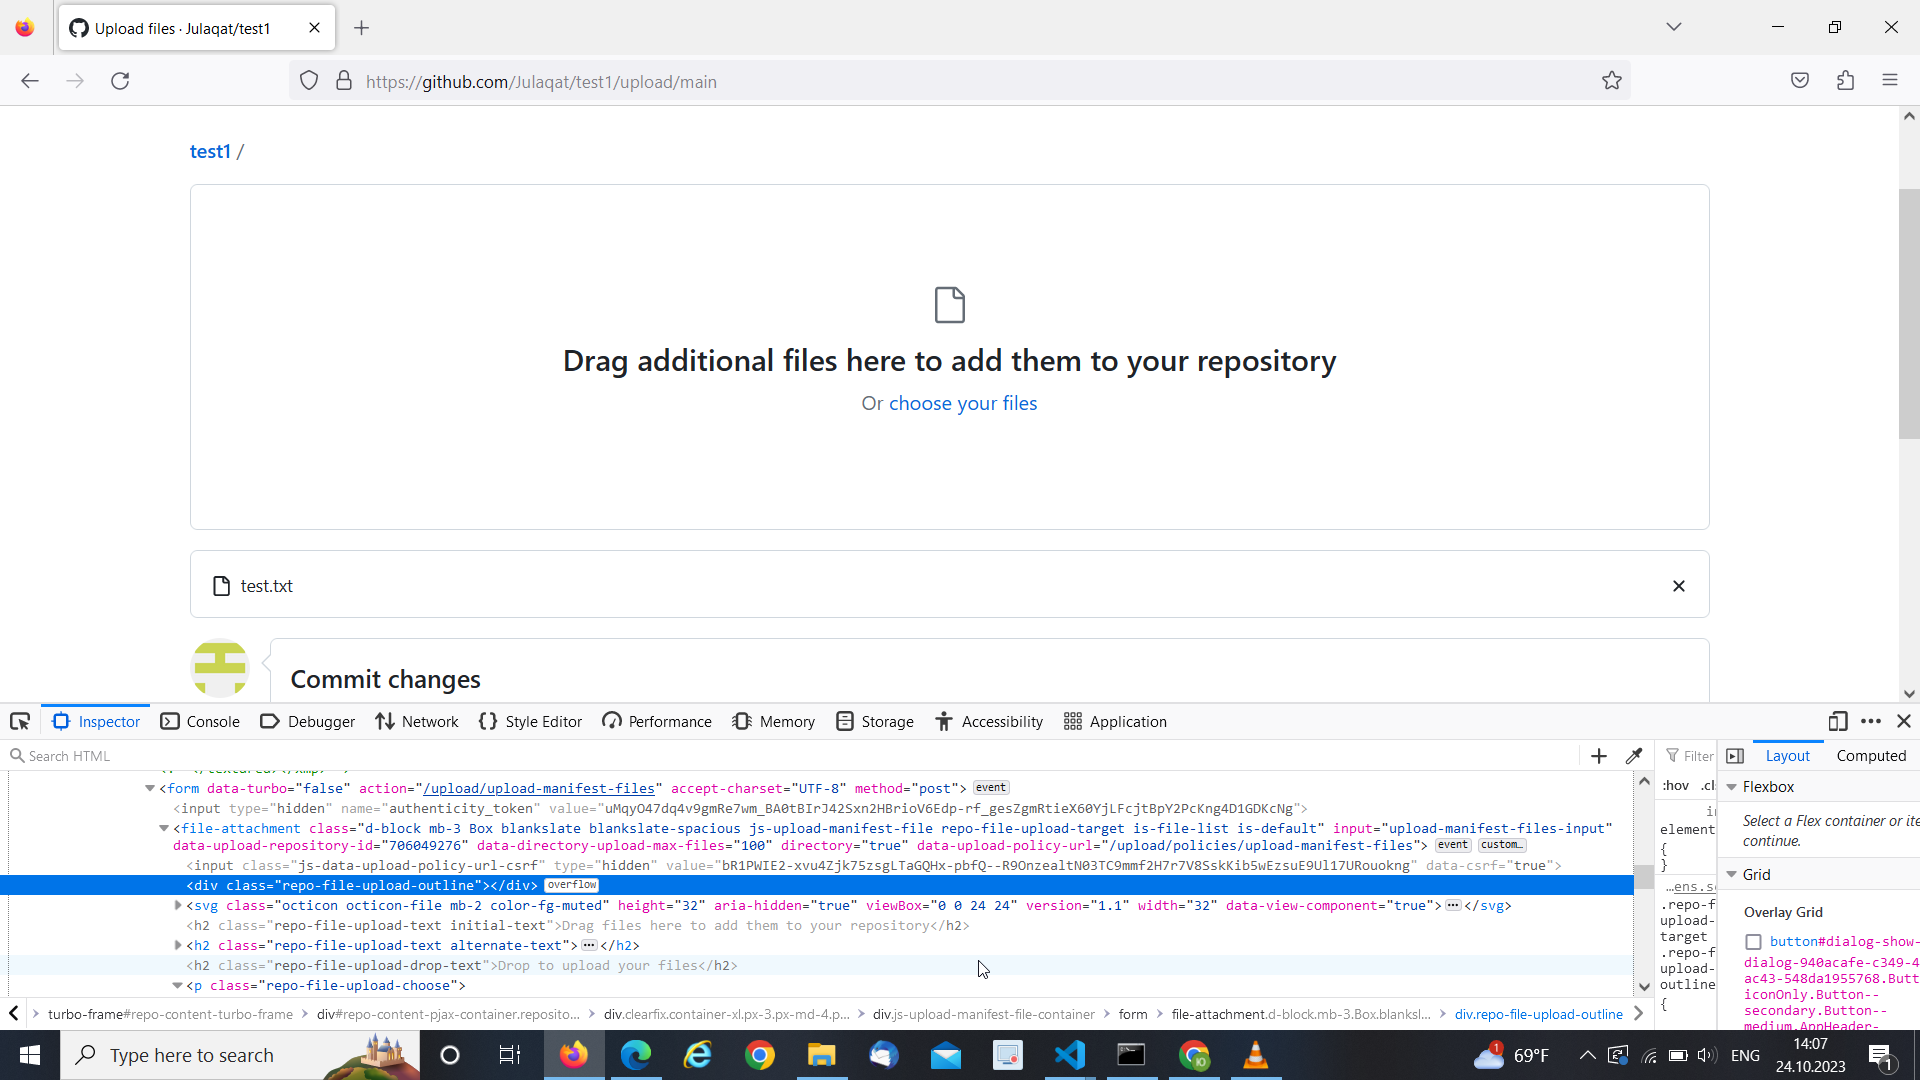 Upload files · Julaqat/test1
https://github.com/Julaqat/test1/upload/main
test1 /
Drag additional files here to add them to your repository
Or choose your files
test.txt
Commit changes
Inspector Console Debugger Network Style Editor Performance Memory Storage Accessibility Application
Search HTML
Filter
Layout Computed
<form data-turbo="false" action="/upload/upload-manifest-files" accept-charset="UTF-8" method="post"> event
<input type="hidden" name="authenticity_token" value="uMqyO47dq4v9gmRe7wm_BA0tBIrJ42Sxn2HBrioV6Edp-rf_gesZgmRtieX60YjLFcjtBpY2PcKng4D1GDKcNg">
<file-attachment class="d-block mb-3 Box blankslate blankslate-spacious js-upload-manifest-file repo-file-upload-target is-file-list is-default" input="upload-manifest-files-input"
data-upload-repository-id="706049276" data-directory-upload-max-files="100" directory="true" data-upload-policy-url="/upload/policies/upload-manifest-files"> event custom…
<input class="js-data-upload-policy-url-csrf" type="hidden" value="bR1PWIE2-xvu4Zjk75zsgLTaGQHx-pbfQ--R9OnzealtN03TC9mmf2H7r7V8SskKib5wEzsuE9Ul17URouokng" data-csrf="true">
<div class="repo-file-upload-outline"></div> overflow
<svg class="octicon octicon-file mb-2 color-fg-muted" height="32" aria-hidden="true" viewBox="0 0 24 24" version="1.1" width="32" data-view-component="true"> ⋯ </svg>
<h2 class="repo-file-upload-text initial-text">Drag files here to add them to your repository</h2>
<h2 class="repo-file-upload-text alternate-text"> ⋯ </h2>
<h2 class="repo-file-upload-drop-text">Drop to upload your files</h2>
<p class="repo-file-upload-choose">
:hov .cl
element
{
}
…ens.s
.repo-f
upload-
target
.repo-f
upload-
outline
{
Flexbox
Select a Flex container or ite
continue.
Grid
Overlay Grid
button#dialog-show-
dialog-940acafe-c349-4
ac43-548da1955768.Butt
iconOnly.Button--
secondary.Button--
medium.AppHeader-
turbo-frame#repo-content-turbo-frame div#repo-content-pjax-container.reposito… div.clearfix.container-xl.px-3.px-md-4.p… div.js-upload-manifest-file-container form file-attachment.d-block.mb-3.Box.blanksl… div.repo-file-upload-outline
Type here to search
1
69°F
ENG
14:07
24.10.2023
1